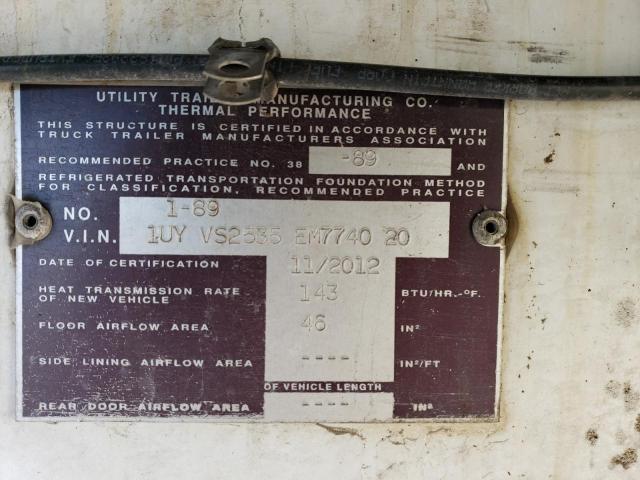 UTILITY MANUFACTURING CO.
THERMAL PERFORMANCE
THIS STRUCTURE IS CERTIFIED IN ACCORDANCE WITH
TRUCK TRAILER MANUFACTURERS ASSOCIATION
RECOMMENDED PRACTICE NO. 38 -89 AND
REFRIGERATED TRANSPORTATION FOUNDATION METHOD
FOR CLASSIFICATION. RECOMMENDED PRACTICE
NO. 1-89
V.I.N. 1UY EM7740 20
DATE OF CERTIFICATION 11/2012
HEAT TRANSMISSION RATE
OF NEW VEHICLE 143 BTU/HR.-°F.
FLOOR AIRFLOW AREA 46 IN²
SIDE LINING AIRFLOW AREA ---- IN²/FT
OF VEHICLE LENGTH
REAR DOOR AIRFLOW AREA ---- IN²